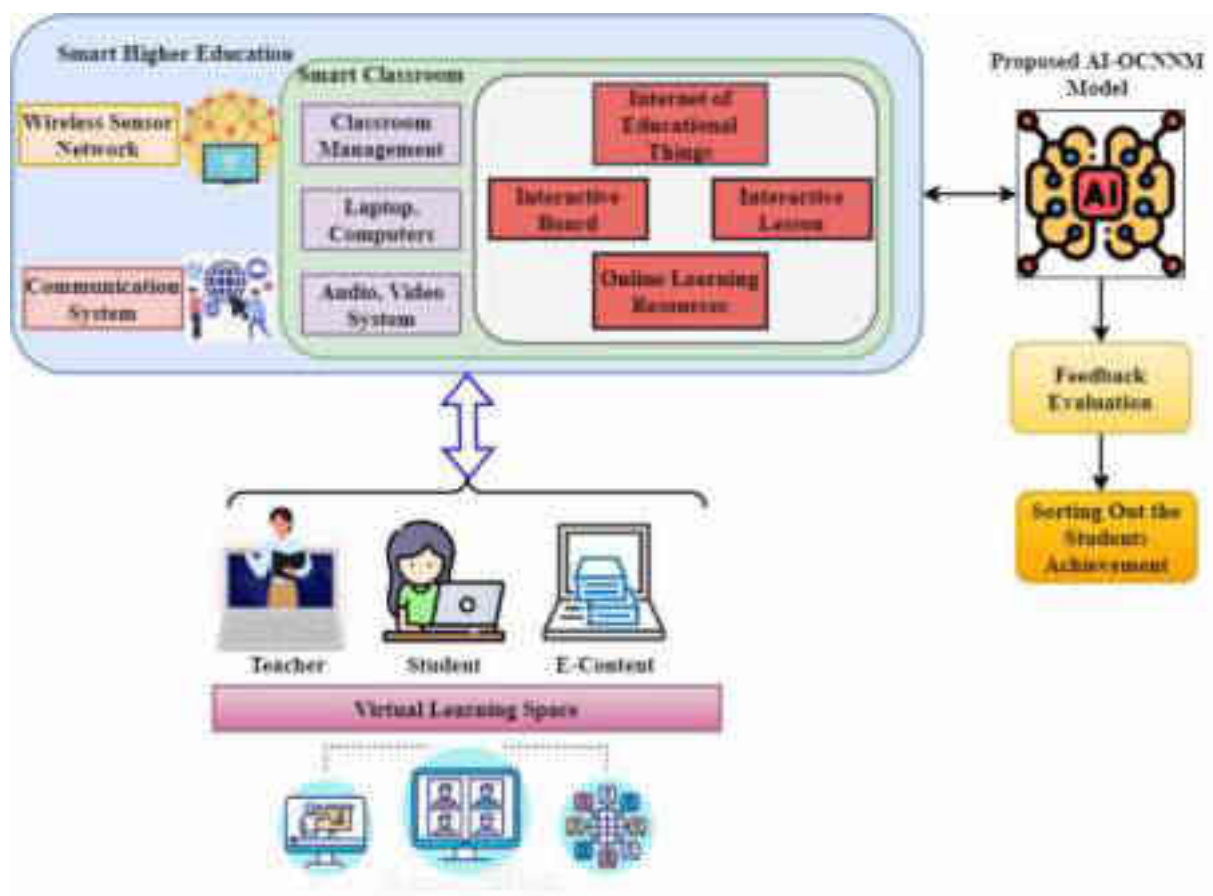 Smart Higher Education
Smart Classroom
Wireless Sensor
Network
Communication
System
Classroom
Management
Laptop,
Computers
Audio, Video
System
Internet of
Educational
Things
Interactive
Board
Interactive
Lesson
Online Learning
Resources
Proposed AI-OCNNM
Model
AI
Feedback
Evaluation
Sorting Out the
Students
Achievement
Teacher
Student
E-Content
Virtual Learning Space